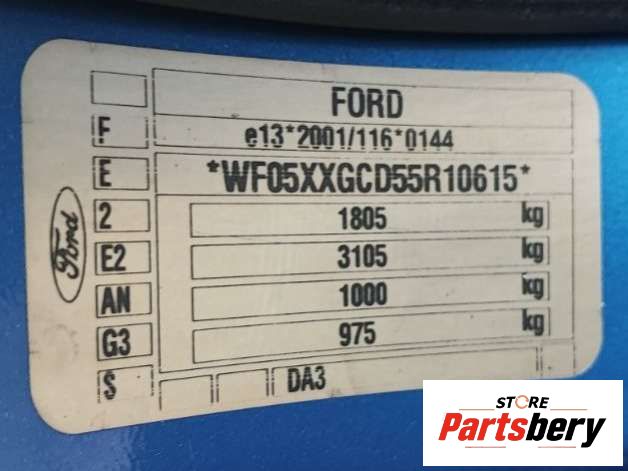 FORD
F e13*2001/116*0144
E *WF05XXGCD55R10615*
2 1805 kg
E2 3105 kg
AN 1000 kg
G3 975 kg
S DA3
Ford
STORE
Partsbery